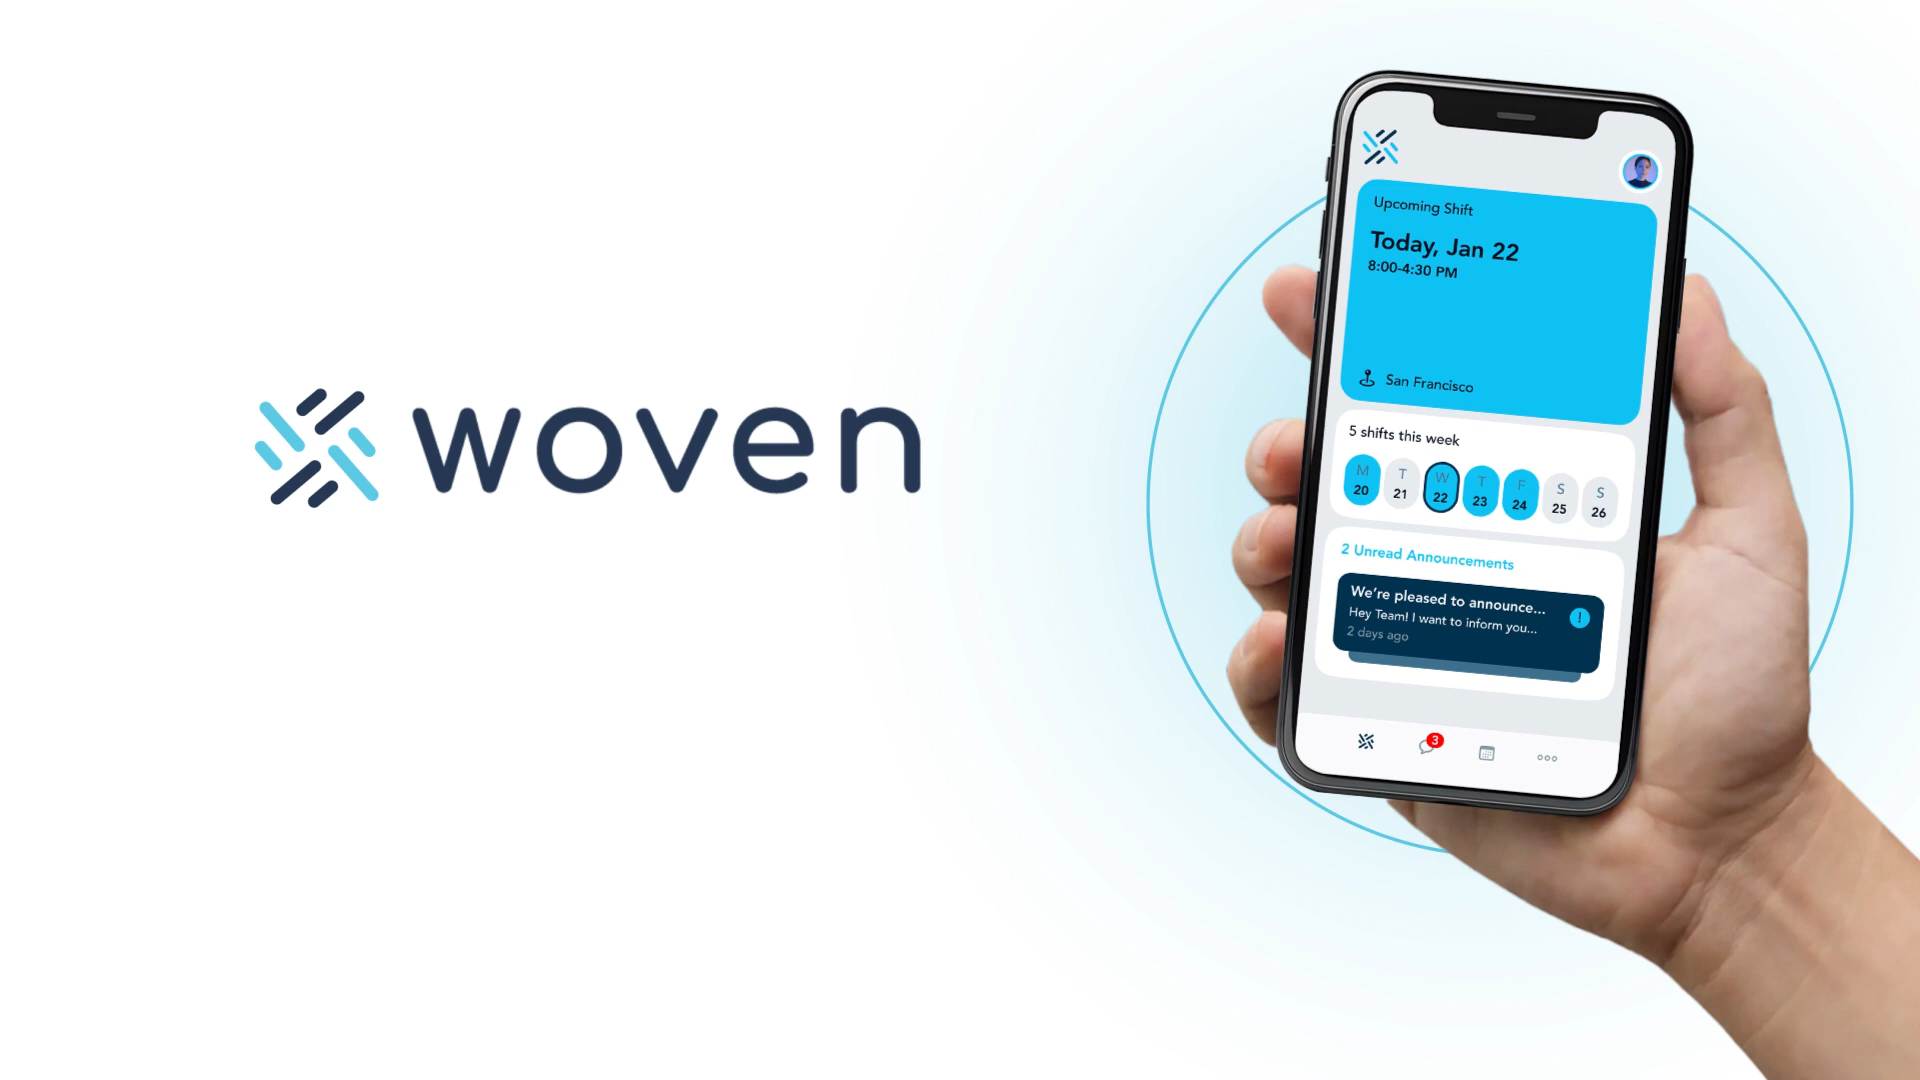 woven
Upcoming Shift
Today, Jan 22
8:00-4:30 PM
San Francisco
5 shifts this week
M T W T F S S
20 21 22 23 24 25 26
2 Unread Announcements
We're pleased to announce...
!
Hey Team! I want to inform you...
2 days ago
3